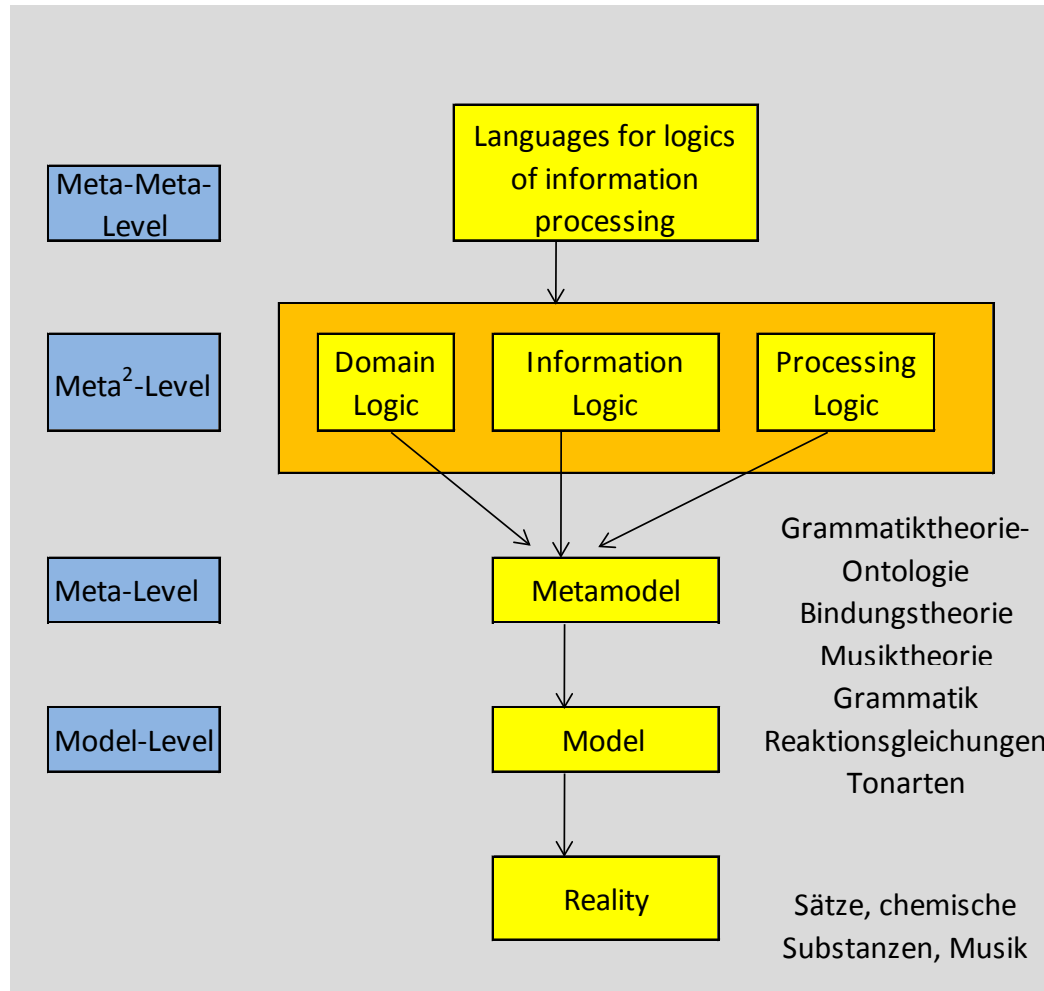 Languages for logics
of information
processing
Meta-Meta-
Level
Meta²-Level
Domain
Logic
Information
Logic
Processing
Logic
Meta-Level
Metamodel
Grammatiktheorie-
Ontologie
Bindungstheorie
Musiktheorie
Model-Level
Model
Grammatik
Reaktionsgleichungen
Tonarten
Reality
Sätze, chemische
Substanzen, Musik